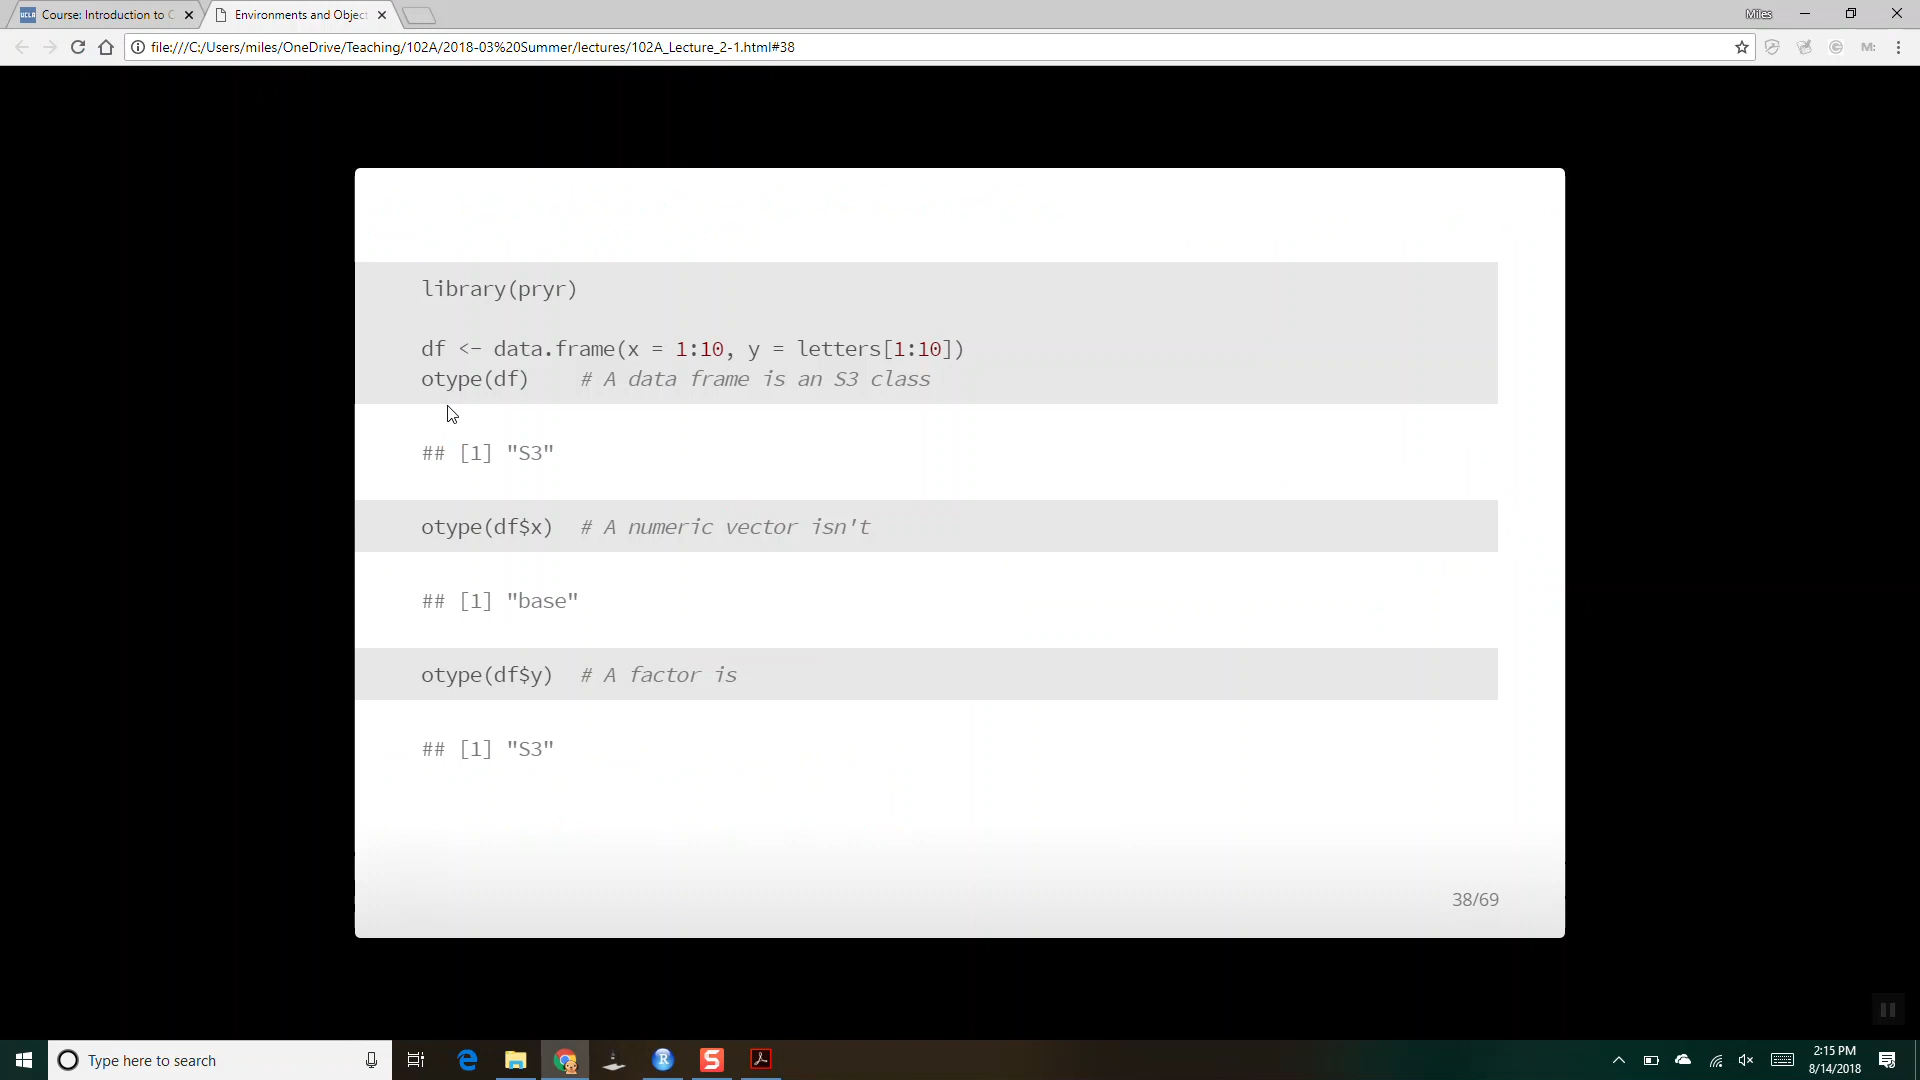 UCLA Course: Introduction to C
Environments and Object
Miles
file:///C:/Users/miles/OneDrive/Teaching/102A/2018-03%20Summer/lectures/102A_Lecture_2-1.html#38
M:
library(pryr)
df <- data.frame(x = 1:10, y = letters[1:10])
otype(df)    # A data frame is an S3 class
## [1] "S3"
otype(df$x)  # A numeric vector isn't
## [1] "base"
otype(df$y)  # A factor is
## [1] "S3"
38/69
Type here to search
2:15 PM
8/14/2018